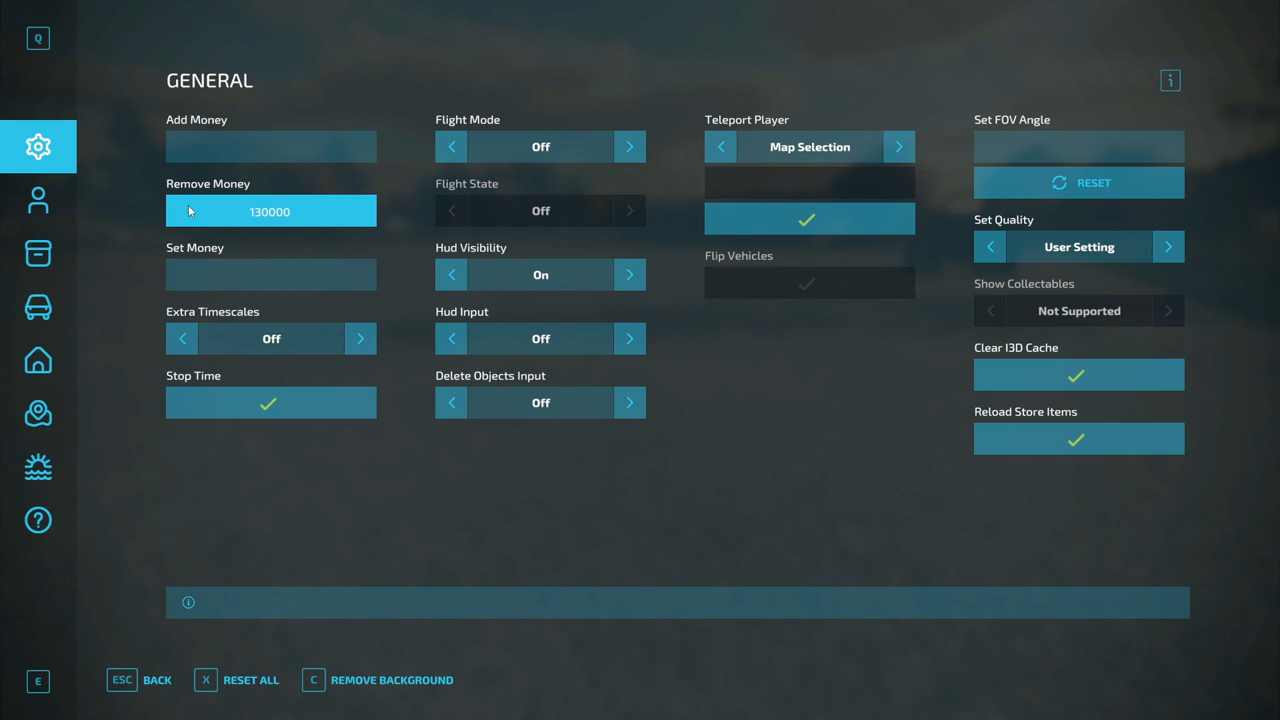 Q
GENERAL
i
Add Money
Remove Money
130000
Set Money
Extra Timescales
Off
Stop Time
Flight Mode
Off
Flight State
Off
Hud Visibility
On
Hud Input
Off
Delete Objects Input
Off
Teleport Player
Map Selection
Flip Vehicles
Set FOV Angle
RESET
Set Quality
User Setting
Show Collectables
Not Supported
Clear I3D Cache
Reload Store Items
E
ESC BACK X RESET ALL C REMOVE BACKGROUND